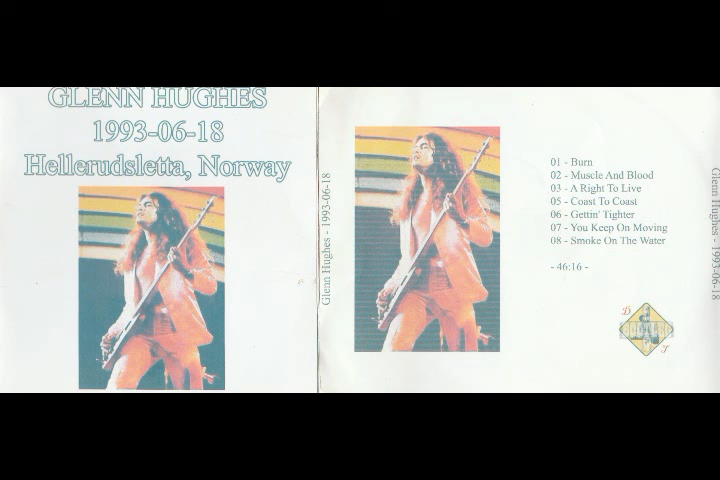 GLENN HUGHES
1993-06-18
Hellerudsletta, Norway
Glenn Hughes - 1993-06-18
01 - Burn
02 - Muscle And Blood
03 - A Right To Live
05 - Coast To Coast
06 - Gettin' Tighter
07 - You Keep On Moving
08 - Smoke On The Water
- 46:16 -
D
T
Glenn Hughes - 1993-06-18